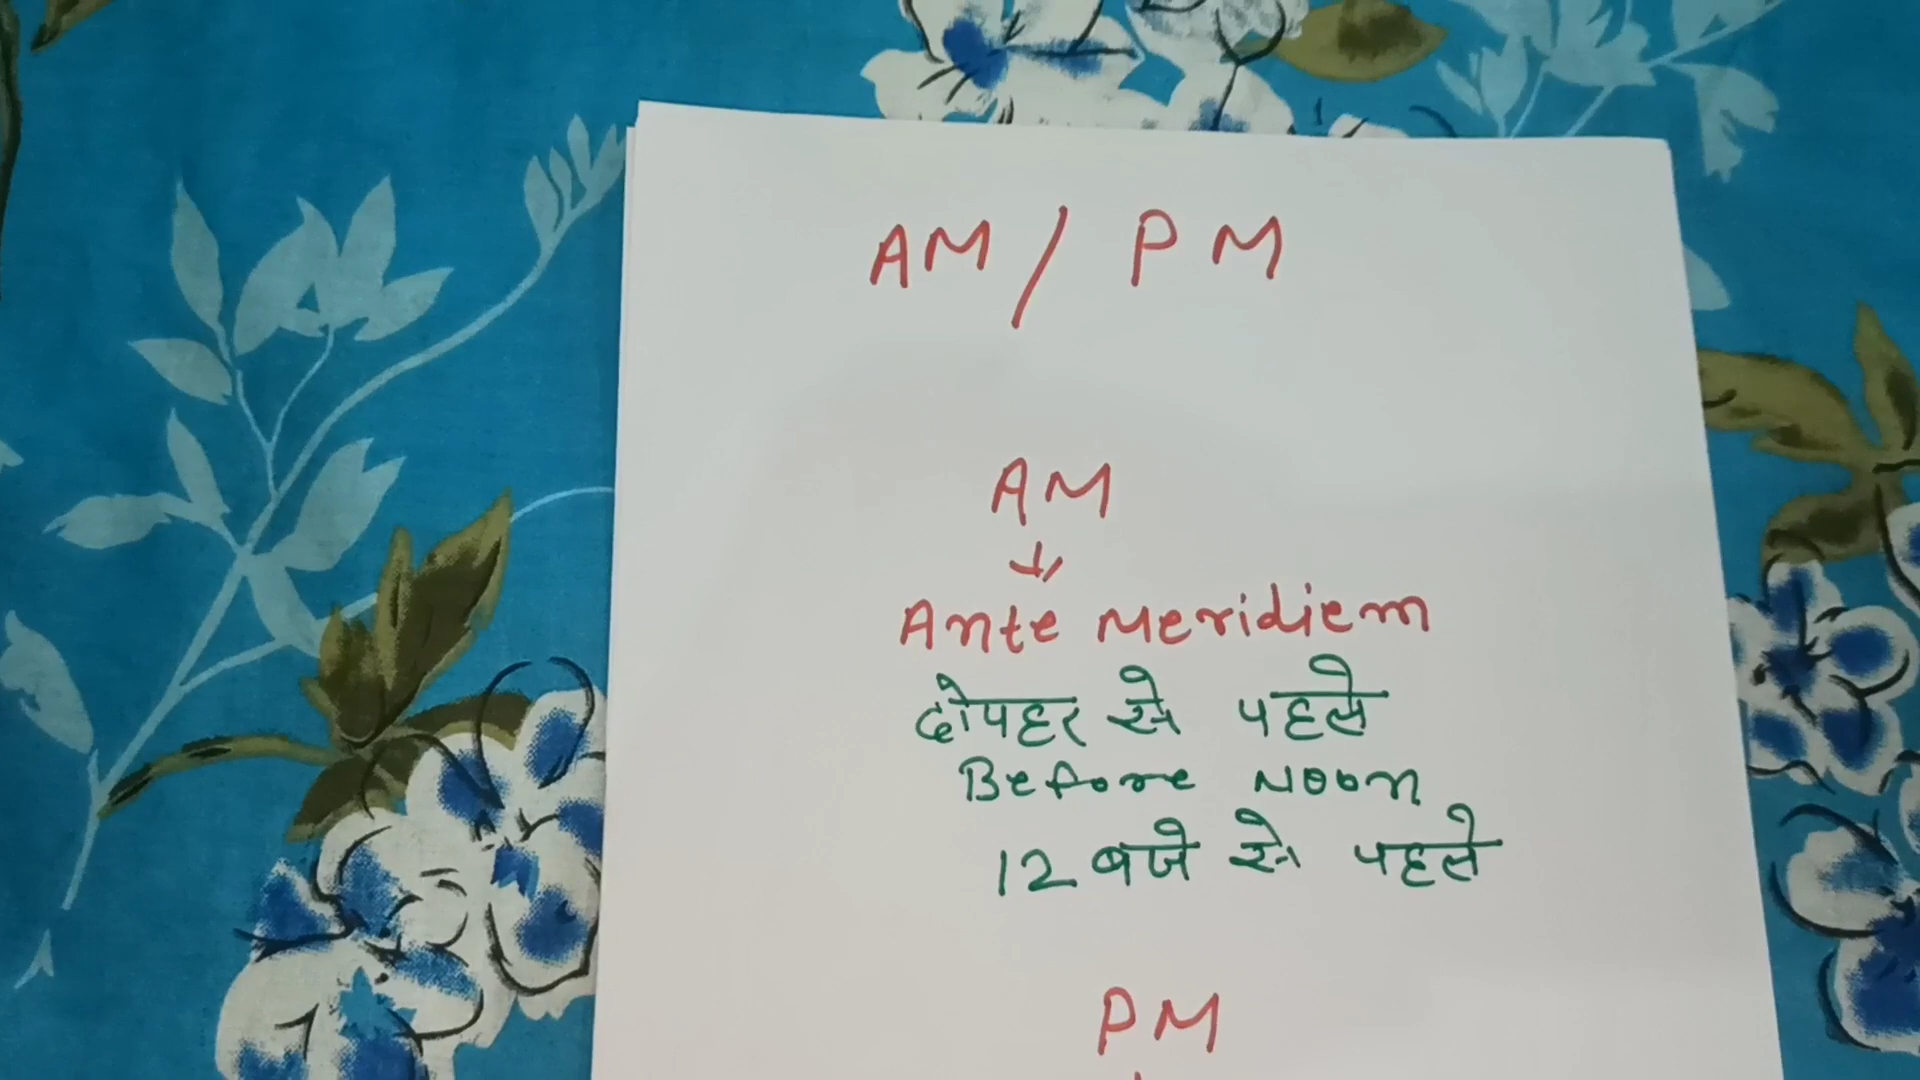 AM / PM
AM
Ante Meridiem
दोपहर से पहले
Before Noon
12 बजे से पहले
PM